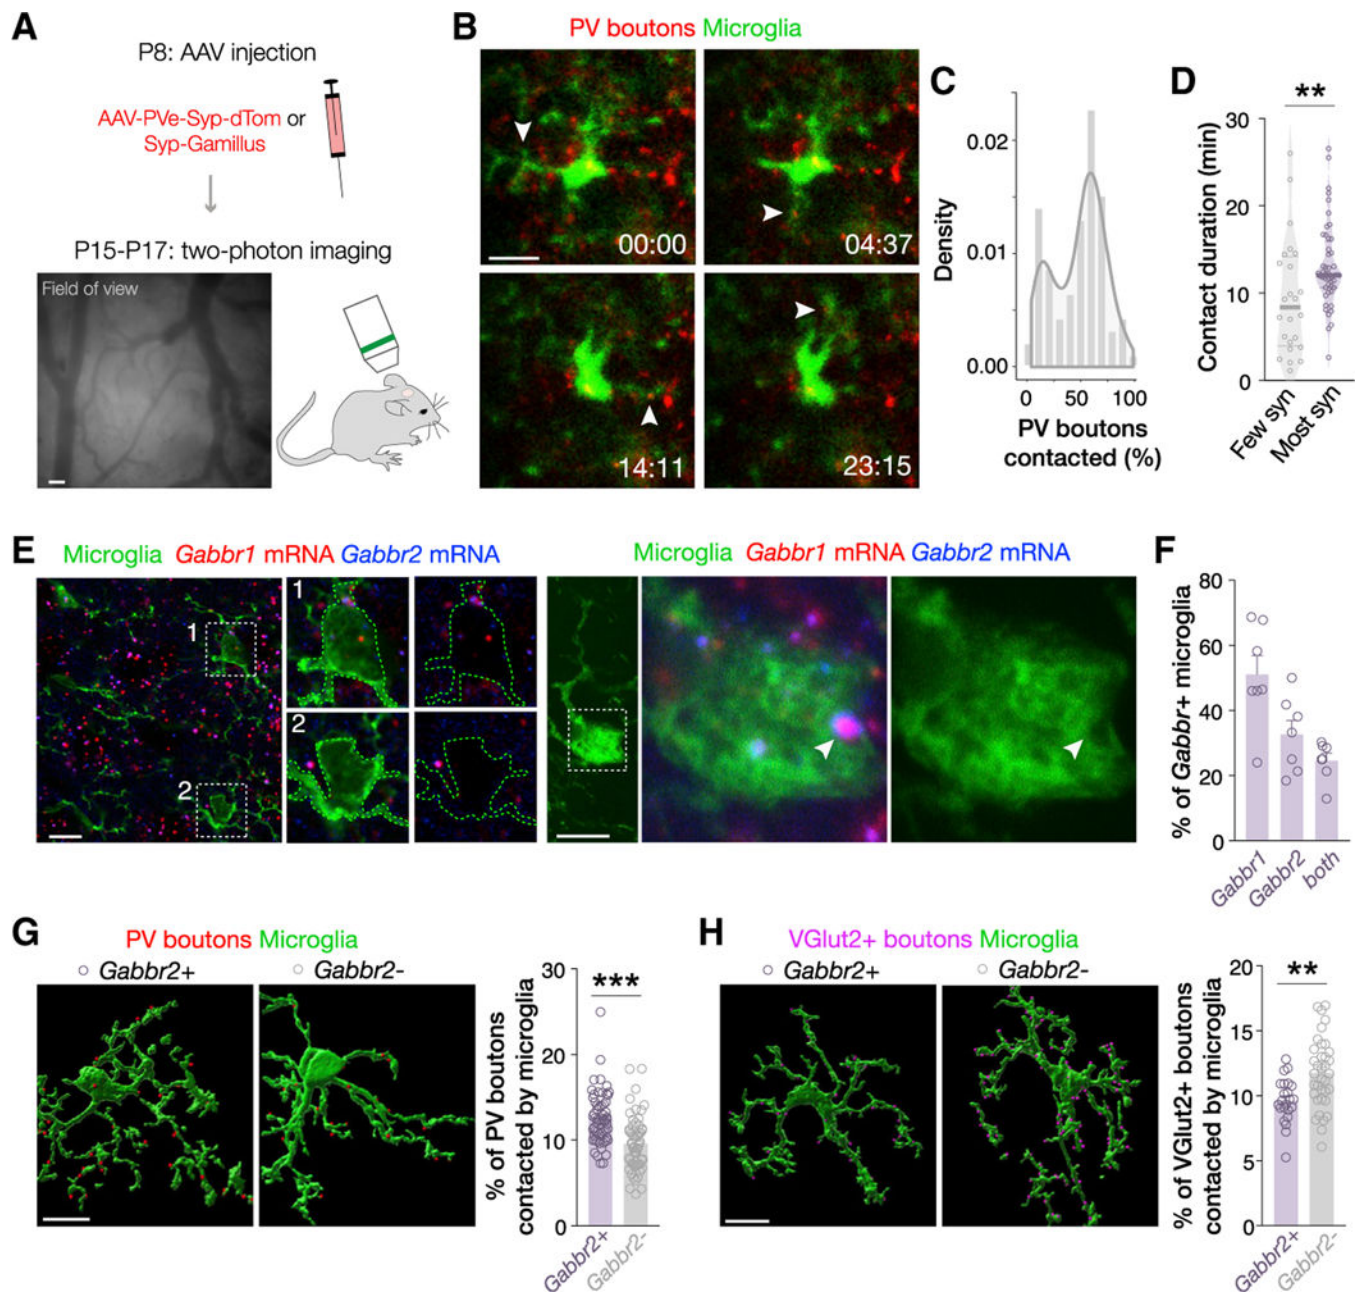 A
P8: AAV injection
AAV-PVe-Syp-dTom or
Syp-Gamillus
P15-P17: two-photon imaging
Field of view
B
PV boutons Microglia
00:00
04:37
14:11
23:15
C
Density
0.02
0.01
0.00
0 50 100
PV boutons
contacted (%)
D
**
Contact duration (min)
30
20
10
0
Few syn
Most syn
E
Microglia Gabbr1 mRNA Gabbr2 mRNA
1
2
1
2
Microglia Gabbr1 mRNA Gabbr2 mRNA
F
% of Gabbr+ microglia
80
60
40
20
0
Gabbr1
Gabbr2
both
G
PV boutons Microglia
Gabbr2+
Gabbr2-
% of PV boutons
contacted by microglia
***
30
20
10
0
Gabbr2+
Gabbr2-
H
VGlut2+ boutons Microglia
Gabbr2+
Gabbr2-
% of VGlut2+ boutons
contacted by microglia
**
20
15
10
5
0
Gabbr2+
Gabbr2-